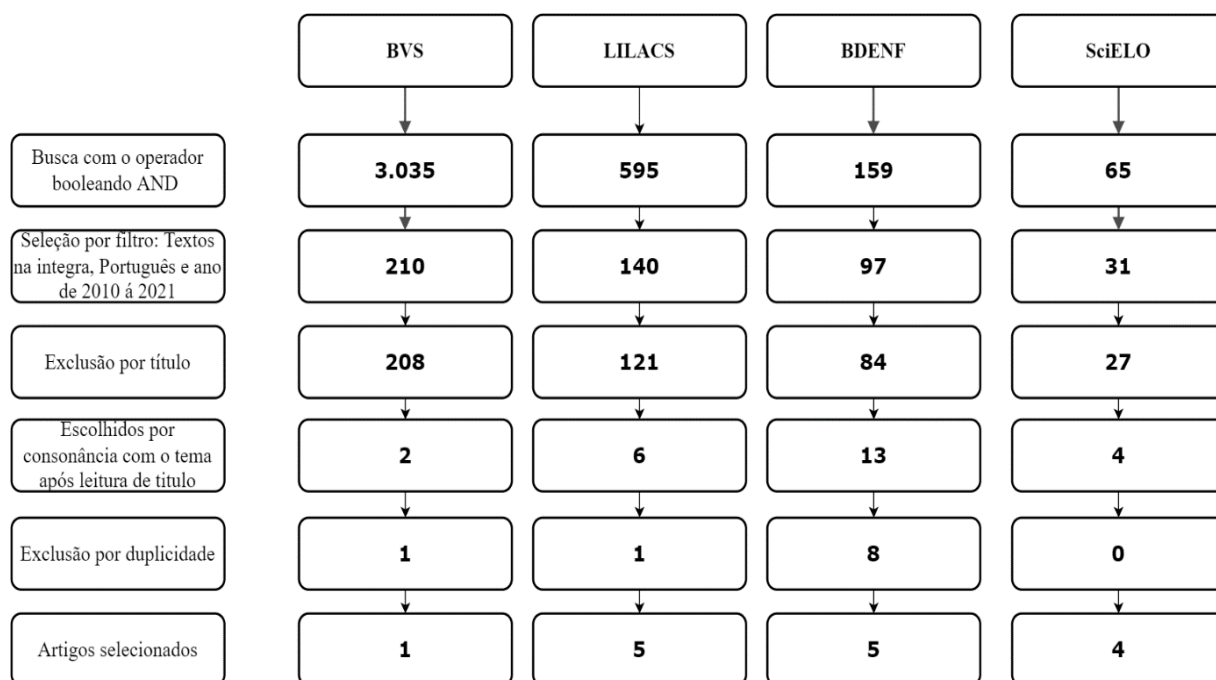 BVS
LILACS
BDENF
SciELO
Busca com o operador
booleando AND
3.035
595
159
65
Seleção por filtro: Textos
na integra, Português e ano
de 2010 á 2021
210
140
97
31
Exclusão por título
208
121
84
27
Escolhidos por
consonância com o tema
após leitura de titulo
2
6
13
4
Exclusão por duplicidade
1
1
8
0
Artigos selecionados
1
5
5
4